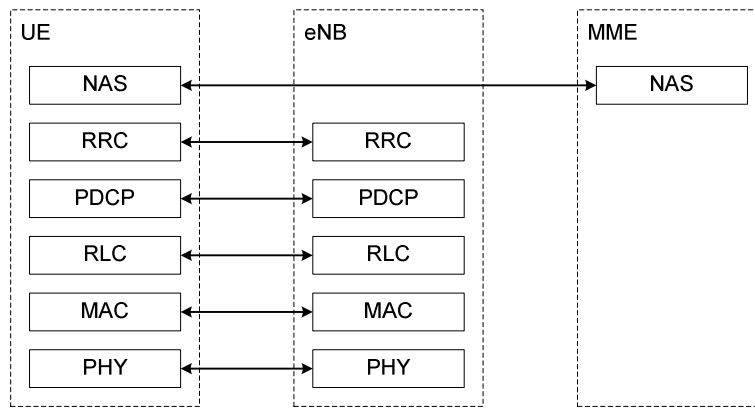 UE eNB MME
NAS NAS
RRC RRC
PDCP PDCP
RLC RLC
MAC MAC
PHY PHY